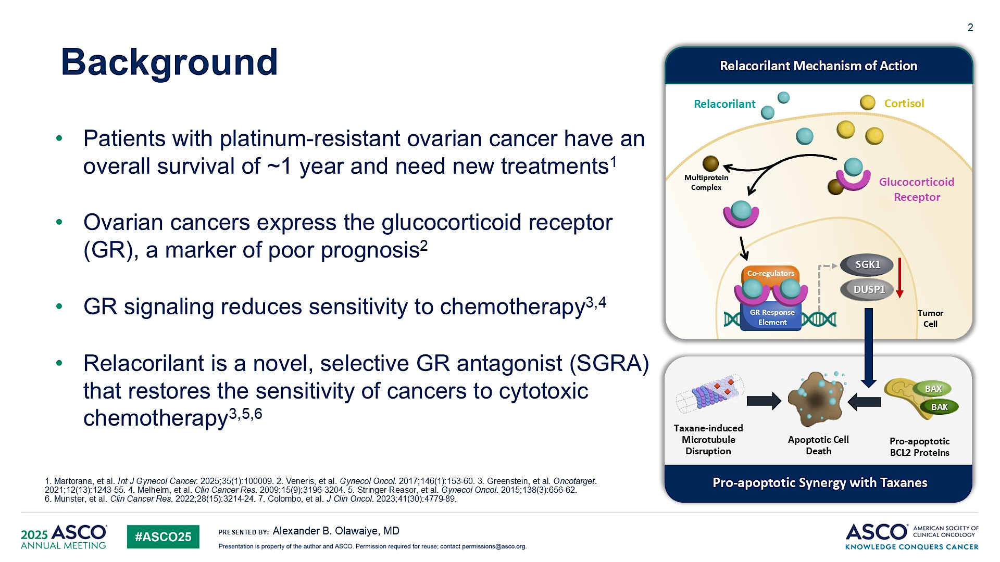 2
Background
• Patients with platinum-resistant ovarian cancer have an
overall survival of ~1 year and need new treatments1
• Ovarian cancers express the glucocorticoid receptor
(GR), a marker of poor prognosis2
• GR signaling reduces sensitivity to chemotherapy3,4
• Relacorilant is a novel, selective GR antagonist (SGRA)
that restores the sensitivity of cancers to cytotoxic
chemotherapy3,5,6
Relacorilant Mechanism of Action
Relacorilant
Cortisol
Multiprotein
Complex
Glucocorticoid
Receptor
Co-regulators
GR Response
Element
SGK1
DUSP1
Tumor
Cell
BAX
BAK
Taxane-induced
Microtubule
Disruption
Apoptotic Cell
Death
Pro-apoptotic
BCL2 Proteins
Pro-apoptotic Synergy with Taxanes
1. Martorana, et al. Int J Gynecol Cancer. 2025;35(1):100009. 2. Veneris, et al. Gynecol Oncol. 2017;146(1):153-60. 3. Greenstein, et al. Oncotarget.
2021;12(13):1243-55. 4. Melhelm, et al. Clin Cancer Res. 2009;15(9):3196-3204. 5. Stringer-Reasor, et al. Gynecol Oncol. 2015;138(3):656-62.
6. Munster, et al. Clin Cancer Res. 2022;28(15):3214-24. 7. Colombo, et al. J Clin Oncol. 2023;41(30):4779-89.
2025 ASCO®
ANNUAL MEETING
#ASCO25
PRESENTED BY: Alexander B. Olawaiye, MD
Presentation is property of the author and ASCO. Permission required for reuse; contact permissions@asco.org.
ASCO® AMERICAN SOCIETY OF
CLINICAL ONCOLOGY
KNOWLEDGE CONQUERS CANCER